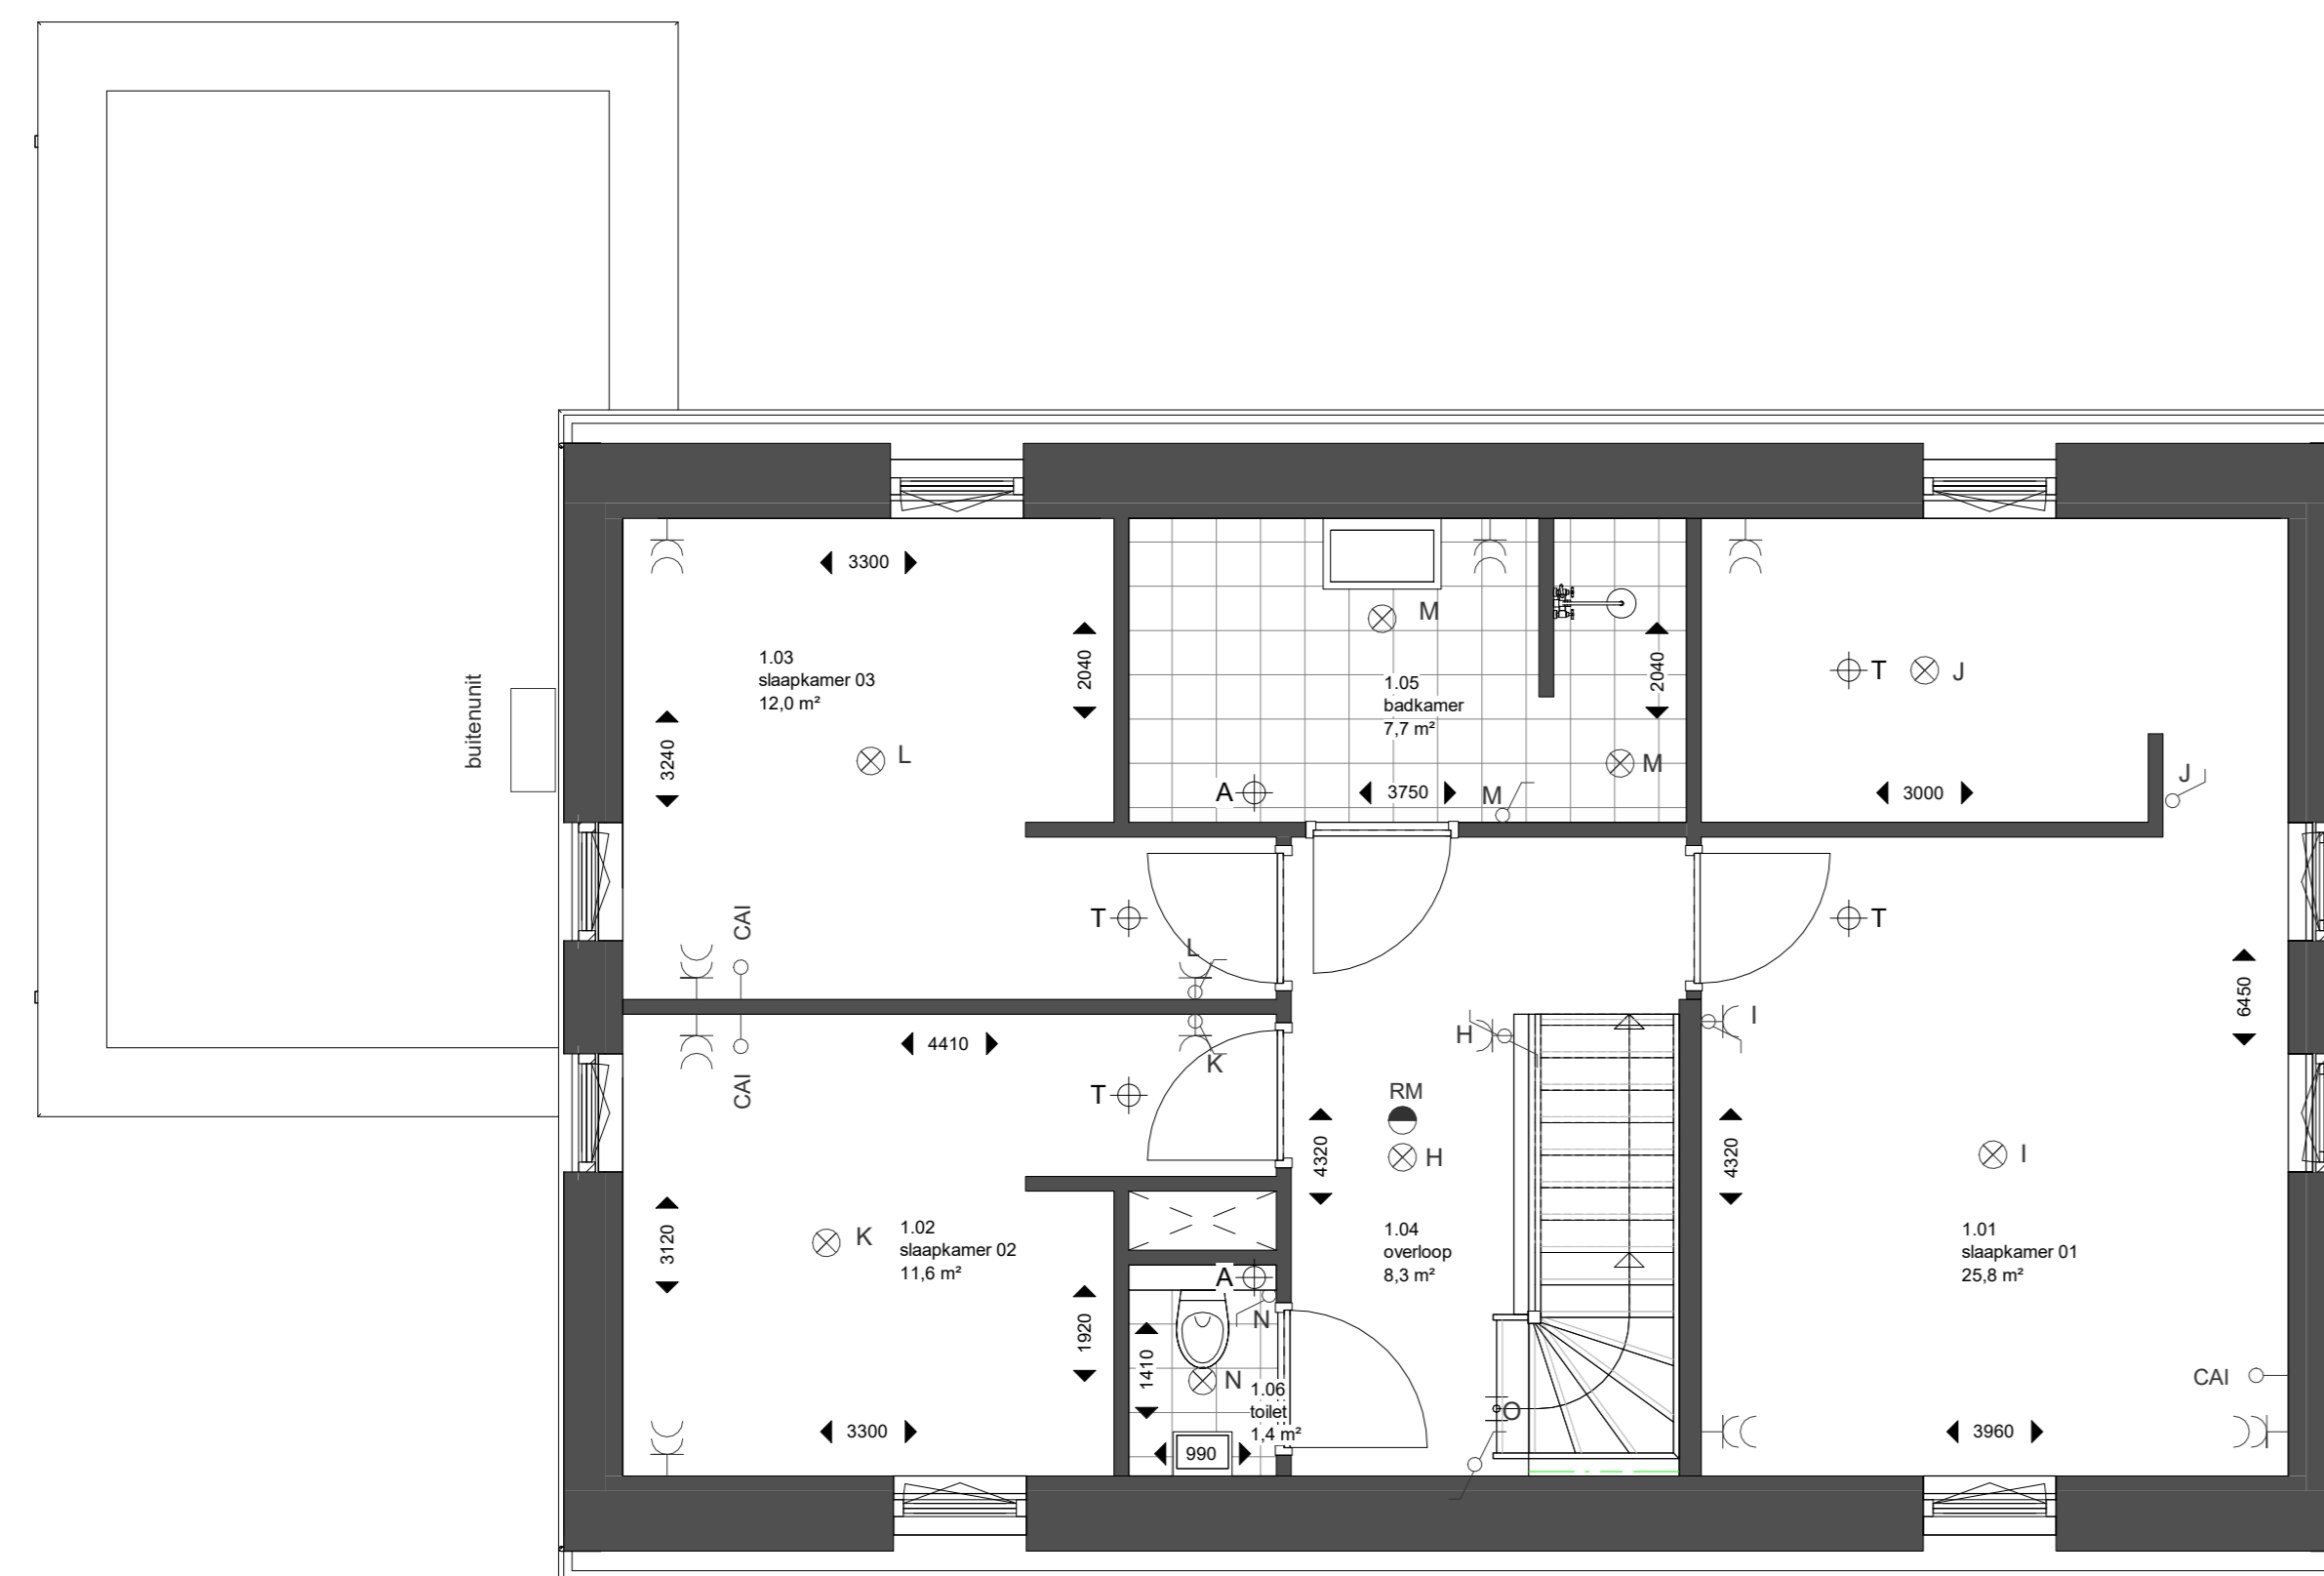 3300
1.03
slaapkamer 03
12,0 m²
2040
3240
L
buitenunit
M
1.05
badkamer
7,7 m²
2040
M
A
3750
M
T
J
3000
J
CAI
T
L
T
6450
4410
CAI
K
T
H
I
RM
H
4320
4320
I
3120
K
1.02
slaapkamer 02
11,6 m²
1.04
overloop
8,3 m²
1.01
slaapkamer 01
25,8 m²
A
N
1920
1410
N
1.06
toilet
1,4 m²
CAI
O
3300
990
3960